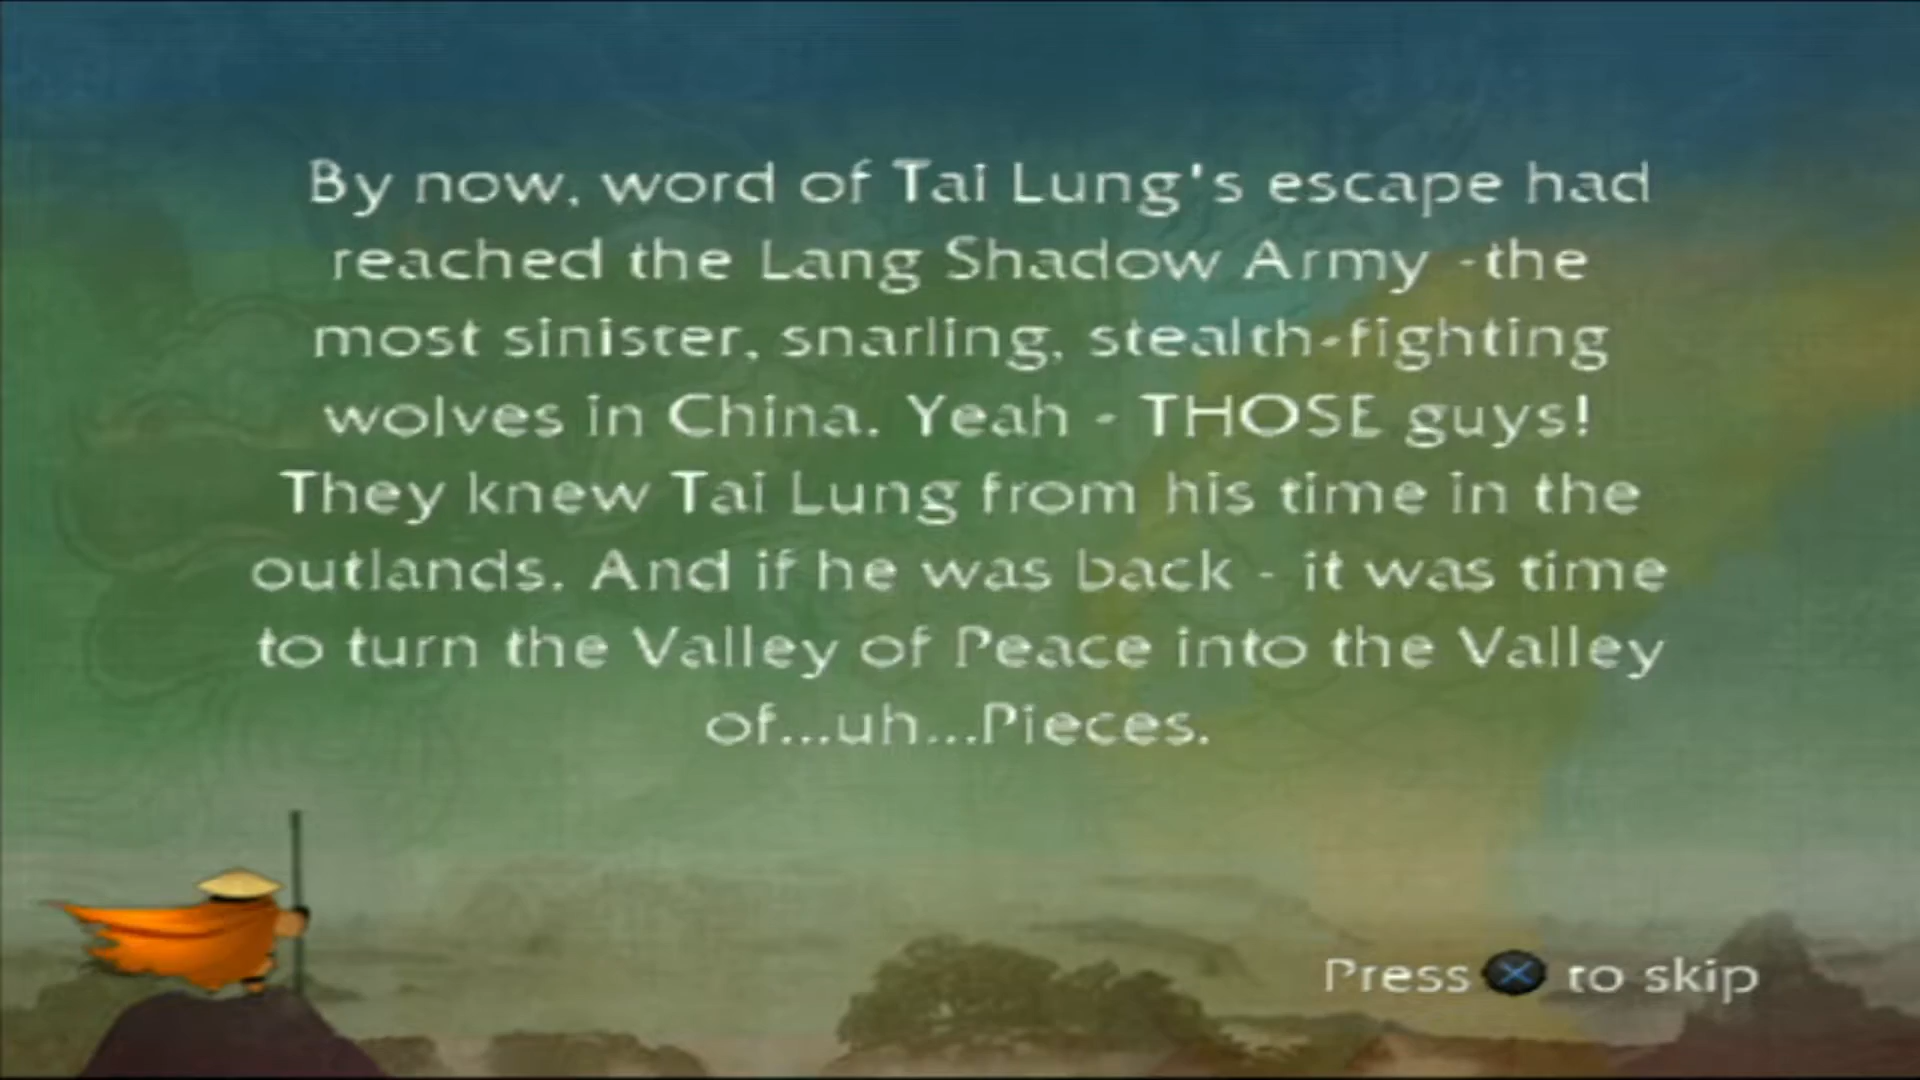 By now, word of Tai Lung's escape had
reached the Lang Shadow Army -the
most sinister, snarling, stealth-fighting
wolves in China. Yeah - THOSE guys!
They knew Tai Lung from his time in the
outlands. And if he was back - it was time
to turn the Valley of Peace into the Valley
of...uh...Pieces.
Press X to skip